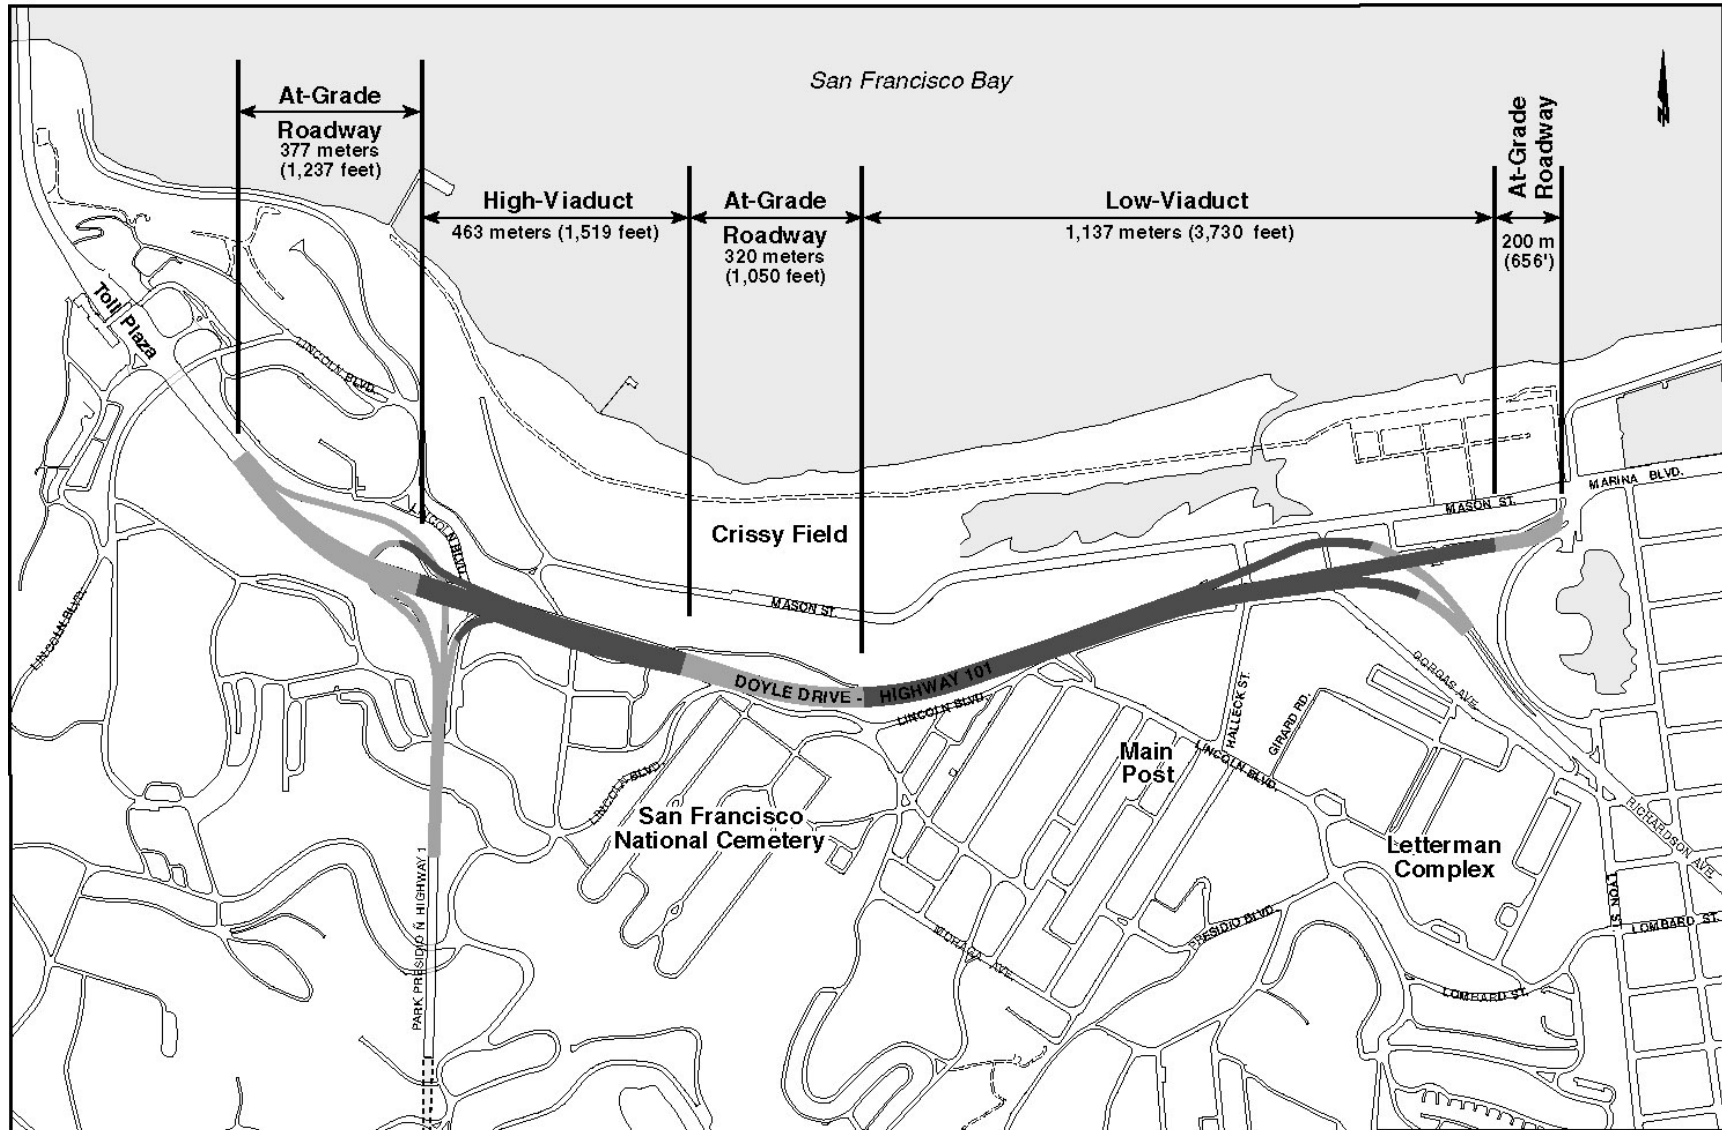 San Francisco Bay
At-Grade
Roadway
377 meters
(1,237 feet)
High-Viaduct
463 meters (1,519 feet)
At-Grade
Roadway
320 meters
(1,050 feet)
Low-Viaduct
1,137 meters (3,730 feet)
At-Grade
Roadway
200 m
(656')
N
Toll Plaza
LINCOLN BLVD.
LINCOLN BLVD.
LINCOLN BLVD.
Crissy Field
MASON ST.
MASON ST.
MARINA BLVD.
DOYLE DRIVE - HIGHWAY 101
LINCOLN BLVD.
LINCOLN BLVD.
LINCOLN BLVD.
HALLECK ST.
GIRARD RD.
GORGAS AVE.
RICHARDSON AVE.
Main
Post
San Francisco
National Cemetery
Letterman
Complex
PARK PRESIDIO Ñ HIGHWAY 1
MORAGA AVE.
PRESIDIO BLVD.
LYON ST.
LOMBARD ST.
LOMBARD ST.